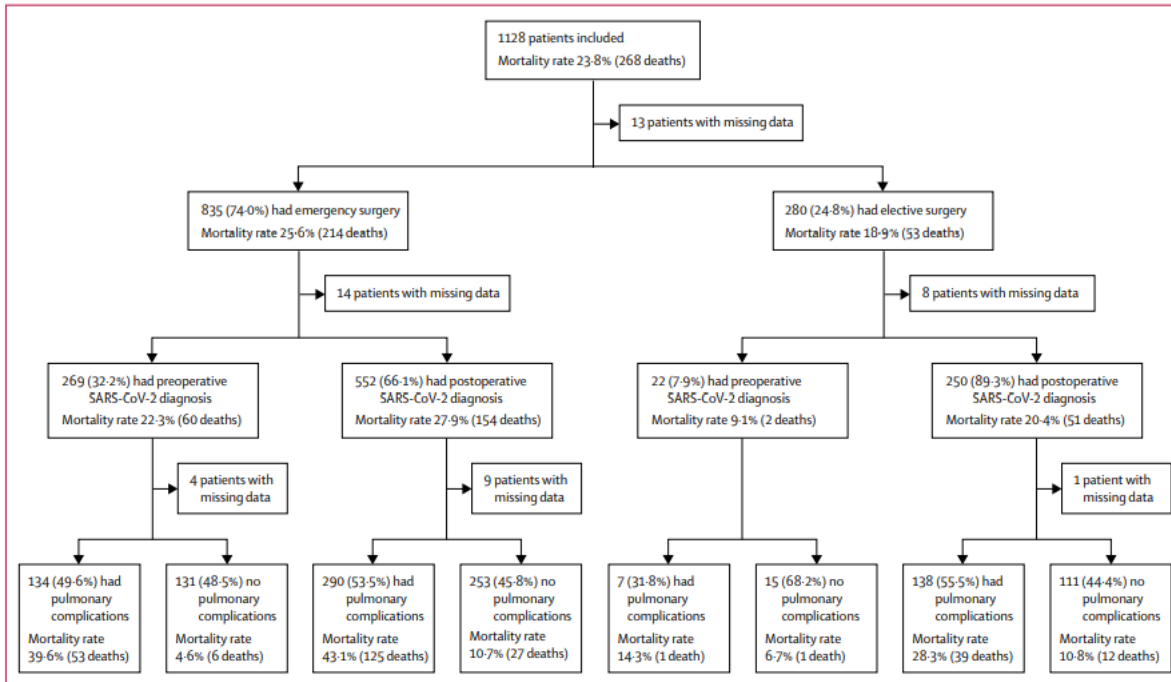 1128 patients included
Mortality rate 23·8% (268 deaths)
13 patients with missing data
835 (74·0%) had emergency surgery
Mortality rate 25·6% (214 deaths)
280 (24·8%) had elective surgery
Mortality rate 18·9% (53 deaths)
14 patients with missing data
8 patients with missing data
269 (32·2%) had preoperative
SARS-CoV-2 diagnosis
Mortality rate 22·3% (60 deaths)
552 (66·1%) had postoperative
SARS-CoV-2 diagnosis
Mortality rate 27·9% (154 deaths)
22 (7·9%) had preoperative
SARS-CoV-2 diagnosis
Mortality rate 9·1% (2 deaths)
250 (89·3%) had postoperative
SARS-CoV-2 diagnosis
Mortality rate 20·4% (51 deaths)
4 patients with
missing data
9 patients with
missing data
1 patient with
missing data
134 (49·6%) had
pulmonary
complications
Mortality rate
39·6% (53 deaths)
131 (48·5%) no
pulmonary
complications
Mortality rate
4·6% (6 deaths)
290 (53·5%) had
pulmonary
complications
Mortality rate
43·1% (125 deaths)
253 (45·8%) no
pulmonary
complications
Mortality rate
10·7% (27 deaths)
7 (31·8%) had
pulmonary
complications
Mortality rate
14·3% (1 death)
15 (68·2%) no
pulmonary
complications
Mortality rate
6·7% (1 death)
138 (55·5%) had
pulmonary
complications
Mortality rate
28·3% (39 deaths)
111 (44·4%) no
pulmonary
complications
Mortality rate
10·8% (12 deaths)